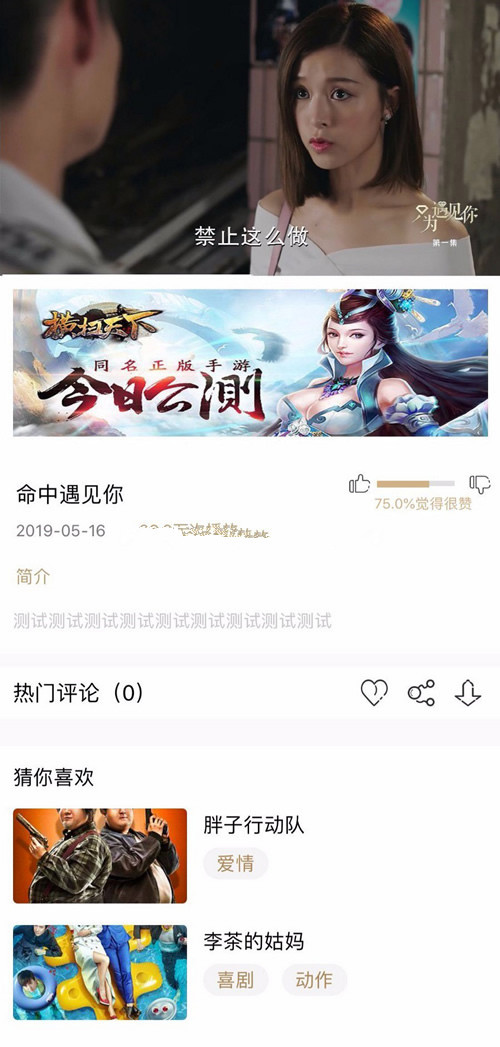 禁止这么做
只为遇见你
第一集
横扫天下
同名正版手游
今日公测
命中遇见你
75.0%觉得很赞
2019-05-16
简介
测试测试测试测试测试测试测试测试测试
热门评论（0）
猜你喜欢
胖子行动队
爱情
李茶的姑妈
喜剧
动作